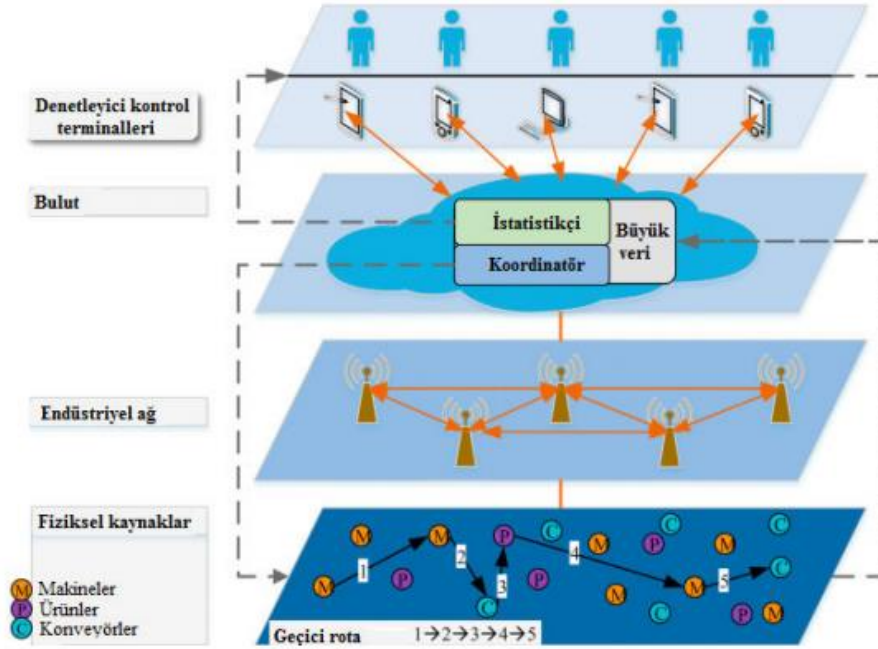 Denetleyici kontrol
terminalleri
Bulut
İstatistikçi
Koordinatör
Büyük
veri
Endüstriyel ağ
Fiziksel kaynaklar
M Makineler
P Ürünler
C Konveyörler
M
M
P
C
M
C
P
M
C
M
P
P
C
M
M
C
M
C
P
M
1
2
3
4
5
Geçici rota 1→2→3→4→5